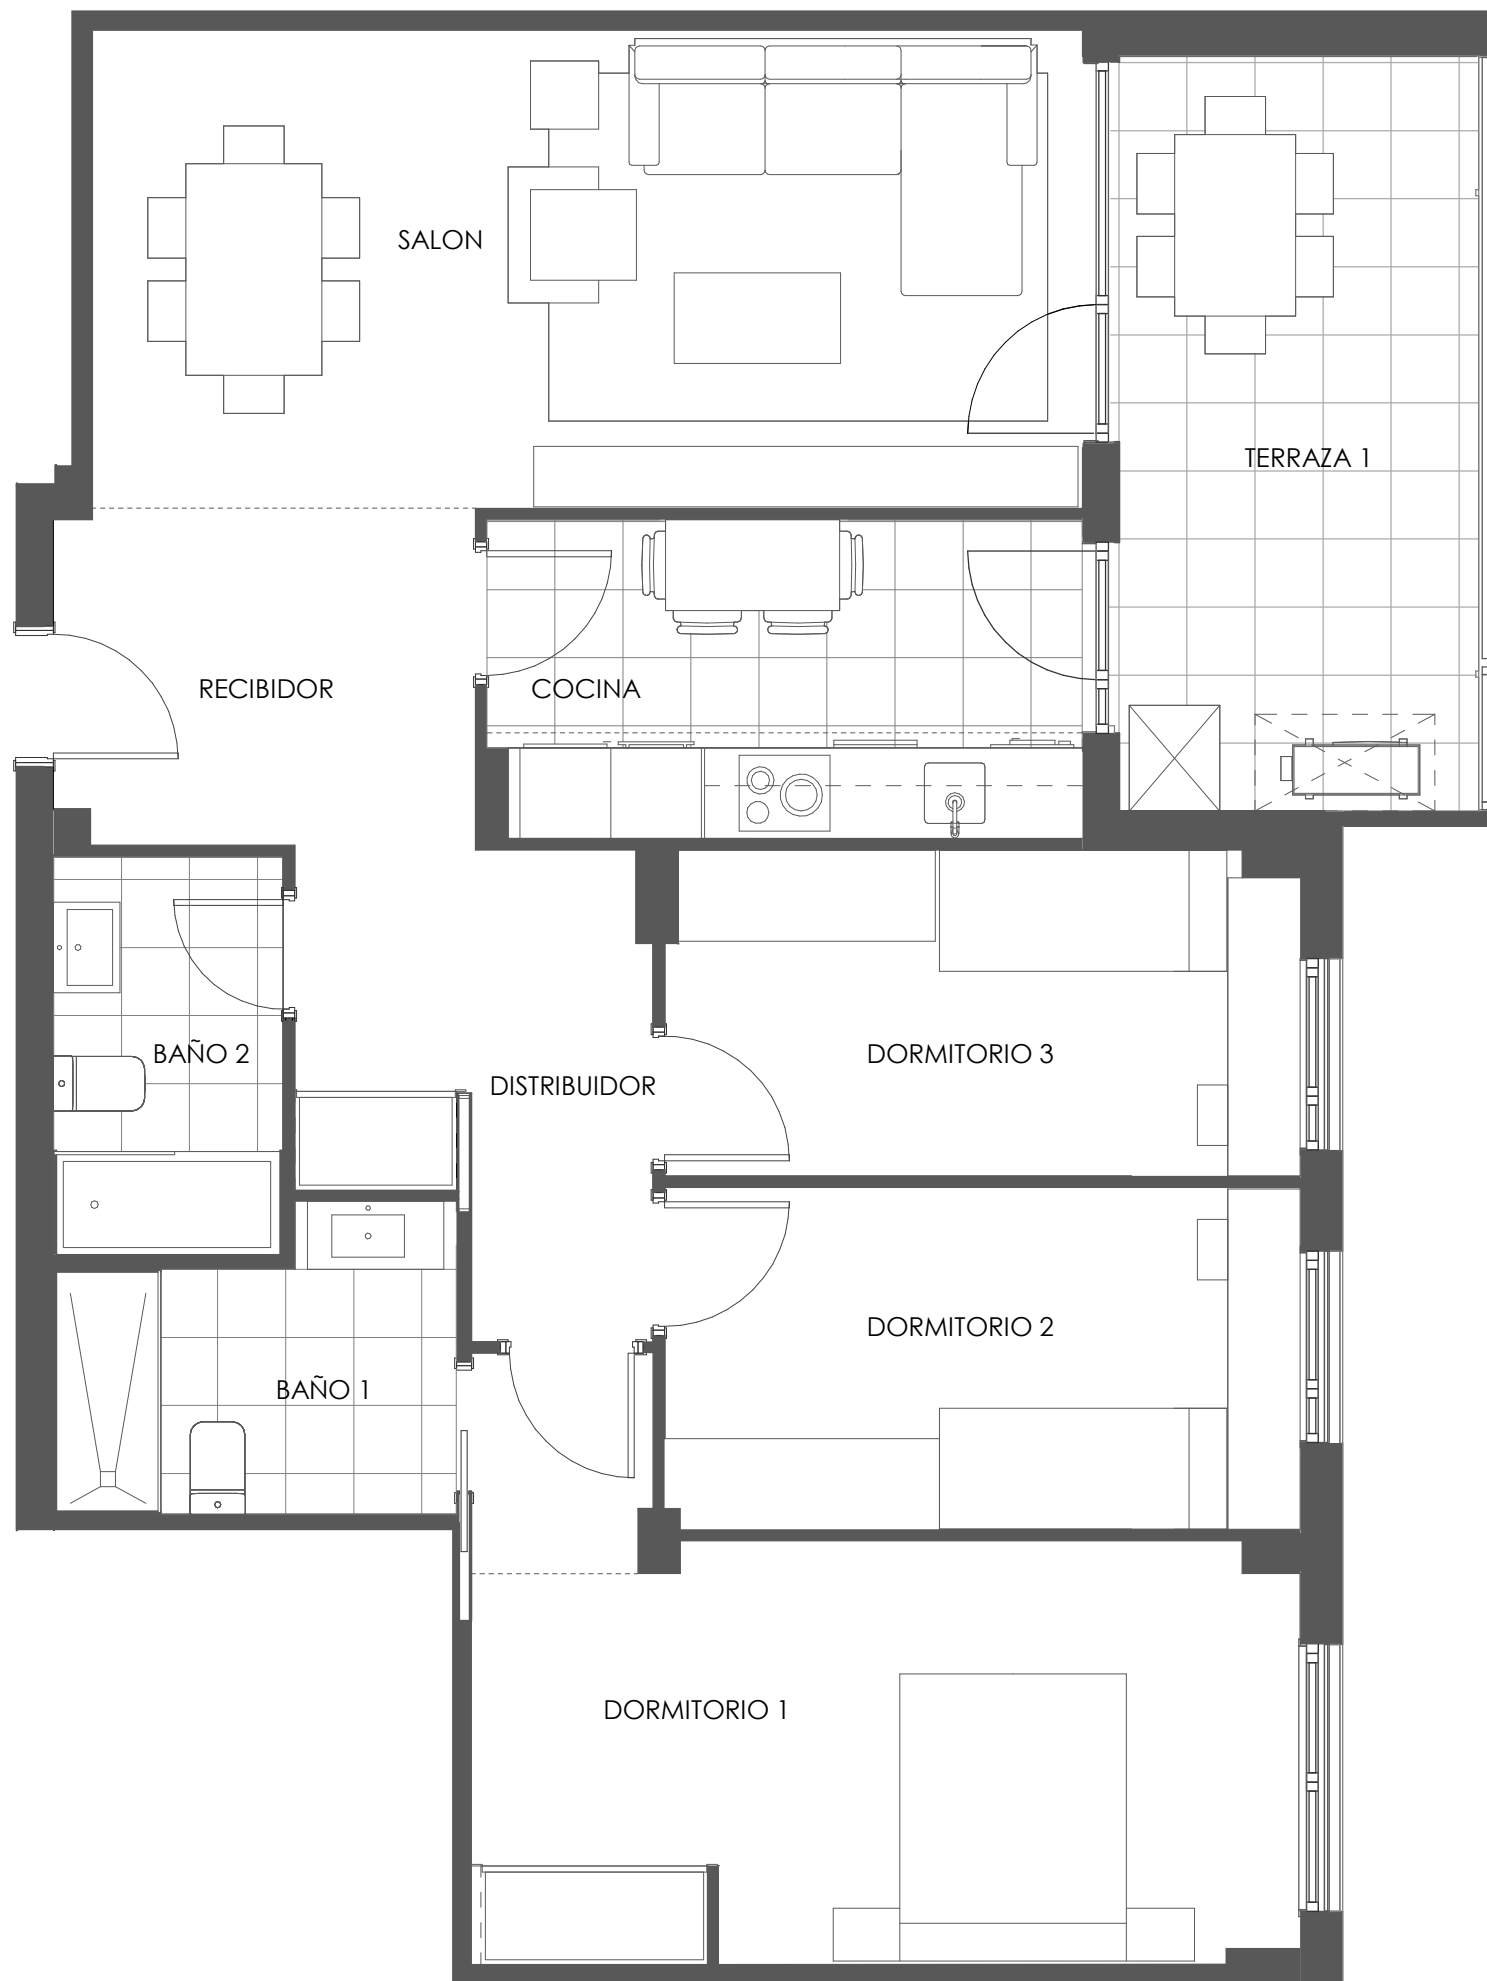 SALON
TERRAZA 1
RECIBIDOR
COCINA
BAÑO 2
DISTRIBUIDOR
DORMITORIO 3
DORMITORIO 2
BAÑO 1
DORMITORIO 1